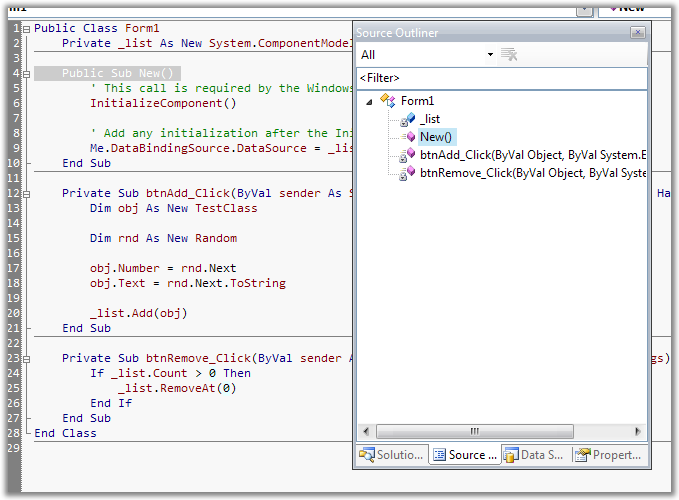 m1
New
1 Public Class Form1
2 Private _list As New System.ComponentModel
3
4 Public Sub New()
5 ' This call is required by the Windows
6 InitializeComponent()
7
8 ' Add any initialization after the Ini
9 Me.DataBindingSource.DataSource = _lis
10 End Sub
11
12 Private Sub btnAdd_Click(ByVal sender As S Ha
13 Dim obj As New TestClass
14
15 Dim rnd As New Random
16
17 obj.Number = rnd.Next
18 obj.Text = rnd.Next.ToString
19
20 _list.Add(obj)
21 End Sub
22
23 Private Sub btnRemove_Click(ByVal sender A gs)
24 If _list.Count > 0 Then
25 _list.RemoveAt(0)
26 End If
27 End Sub
28 End Class
29
Source Outliner
All
<Filter>
Form1
_list
New()
btnAdd_Click(ByVal Object, ByVal System.E
btnRemove_Click(ByVal Object, ByVal Syste
Solutio... Source ... Data S... Propert...